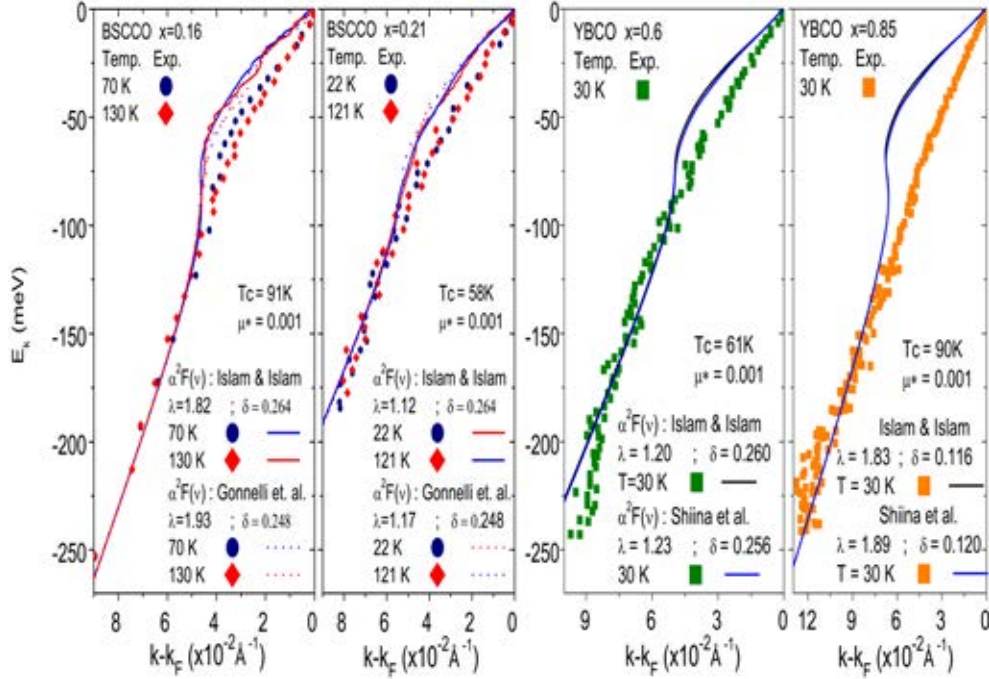 BSCCO x=0.16
Temp. Exp.
70 K
130 K
Tc = 91K
μ* = 0.001
α²F(ν) : Islam & Islam
λ=1.82 ; δ = 0.264
70 K
130 K
α²F(ν): Gonnelli et. al.
λ=1.93 ; δ = 0.248
70 K
130 K
BSCCO x=0.21
Temp. Exp.
22 K
121 K
Tc = 58K
μ* = 0.001
α²F(ν) : Islam & Islam
λ=1.12 ; δ = 0.264
22 K
121 K
α²F(ν): Gonnelli et. al.
λ=1.17 ; δ = 0.248
22 K
121 K
YBCO x=0.6
Temp. Exp.
30 K
Tc = 61K
μ* = 0.001
α²F(ν) : Islam & Islam
λ = 1.20 ; δ = 0.260
T=30 K
α²F(ν) : Shiina et al.
λ = 1.23 ; δ = 0.256
30 K
YBCO x=0.85
Temp. Exp.
30 K
Tc = 90K
μ* = 0.001
Islam & Islam
λ = 1.83 ; δ = 0.116
T = 30 K
Shiina et al.
λ = 1.89 ; δ = 0.120
T = 30 K
0
-50
-100
-150
-200
-250
E_k (meV)
8 6 4 2 0
8 6 4 2 0
9 6 3 0
12 9 6 3 0
k-k_F (x10⁻²Å⁻¹)
k-k_F (x10⁻²Å⁻¹)
k-k_F (x10⁻²Å⁻¹)
k-k_F (x10⁻²Å⁻¹)